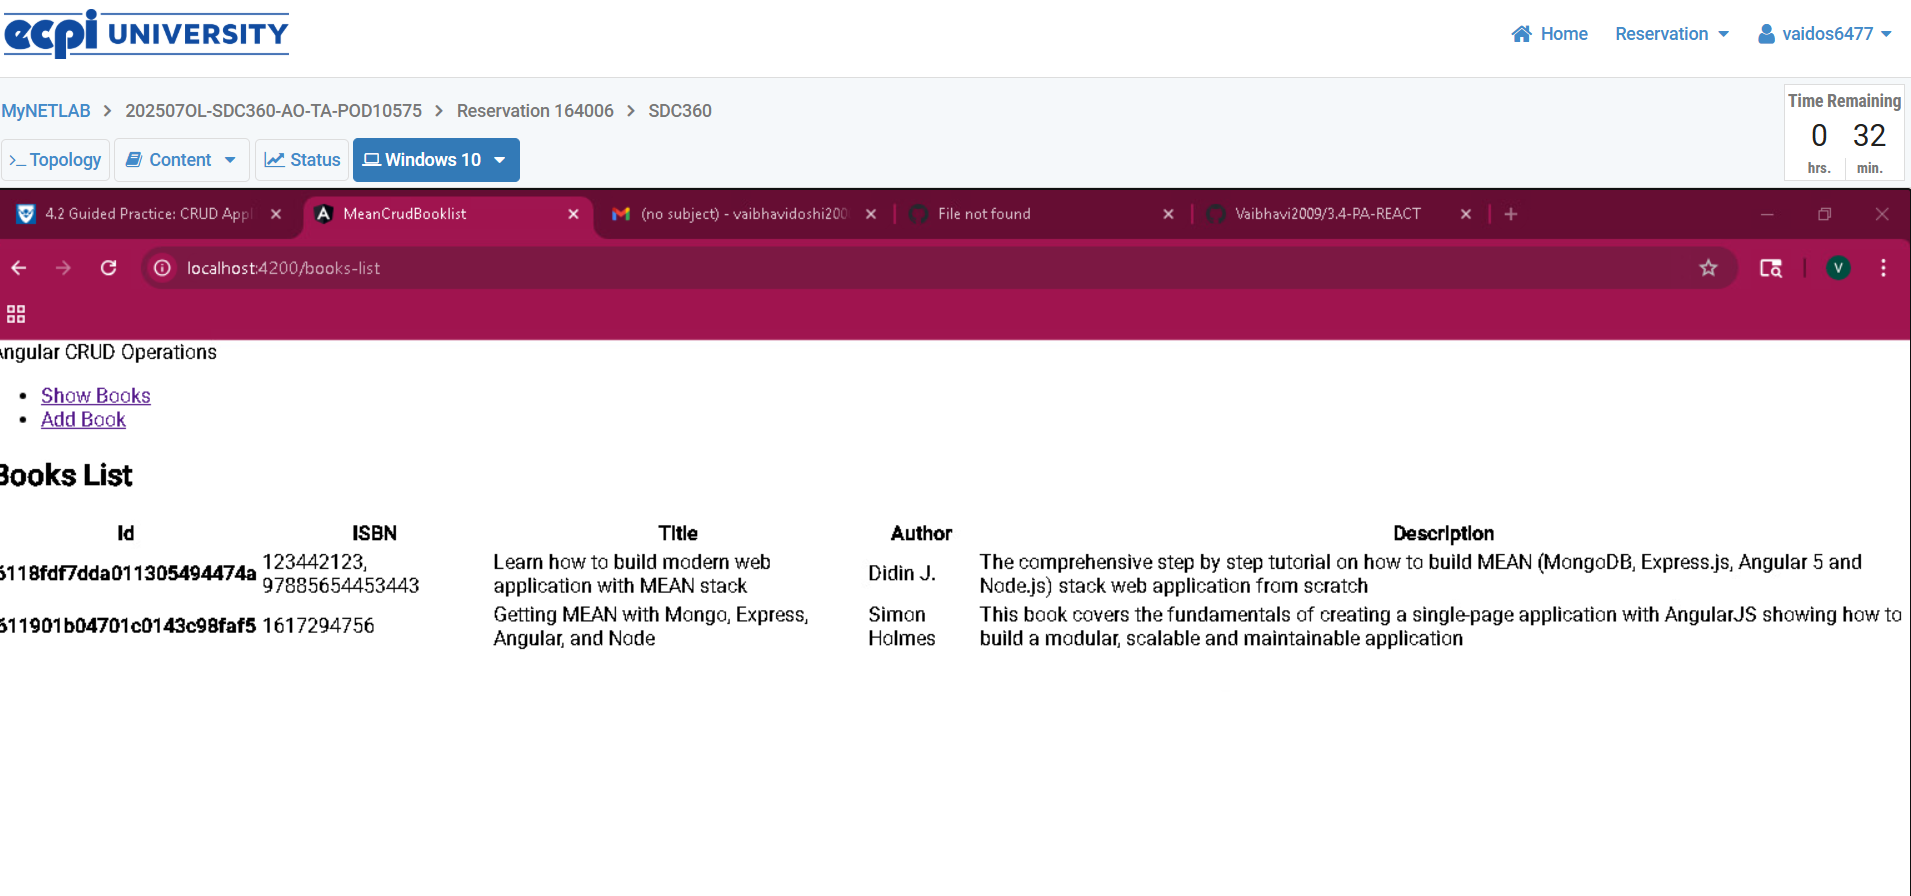 ecpi UNIVERSITY
Home Reservation vaidos6477
MyNETLAB > 202507OL-SDC360-AO-TA-POD10575 > Reservation 164006 > SDC360
Time Remaining
0 32
hrs. min.
>_ Topology Content Status Windows 10
4.2 Guided Practice: CRUD Appl MeanCrudBooklist (no subject) - vaibhavidoshi200 File not found Vaibhavi2009/3.4-PA-REACT
localhost:4200/books-list
V
Angular CRUD Operations
• Show Books
• Add Book
Books List
Id ISBN Title Author Description
6118fdf7dda011305494474a 123442123, 97885654453443 Learn how to build modern web application with MEAN stack Didin J. The comprehensive step by step tutorial on how to build MEAN (MongoDB, Express.js, Angular 5 and Node.js) stack web application from scratch
611901b04701c0143c98faf5 1617294756 Getting MEAN with Mongo, Express, Angular, and Node Simon Holmes This book covers the fundamentals of creating a single-page application with AngularJS showing how to build a modular, scalable and maintainable application